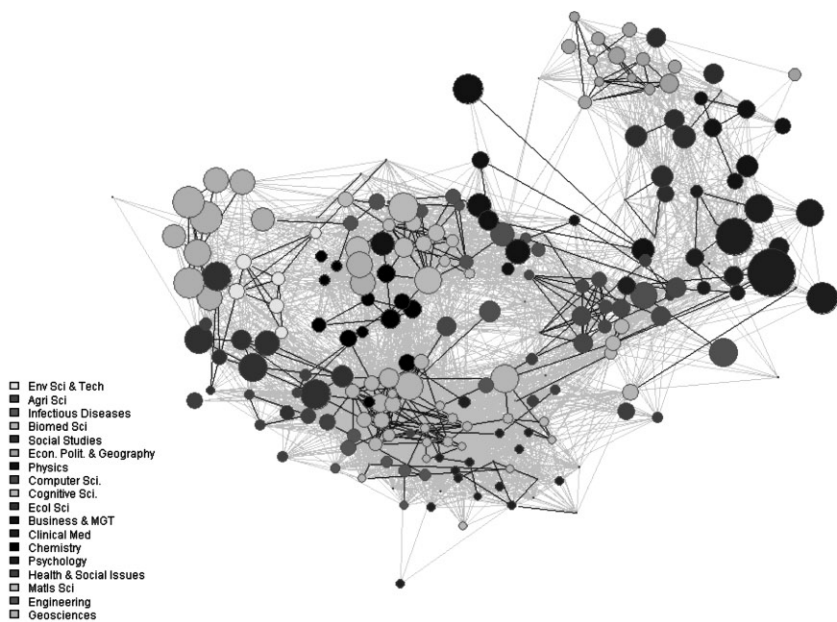 Env Sci & Tech
Agri Sci
Infectious Diseases
Biomed Sci
Social Studies
Econ. Polit. & Geography
Physics
Computer Sci.
Cognitive Sci.
Ecol Sci
Business & MGT
Clinical Med
Chemistry
Psychology
Health & Social Issues
Matls Sci
Engineering
Geosciences